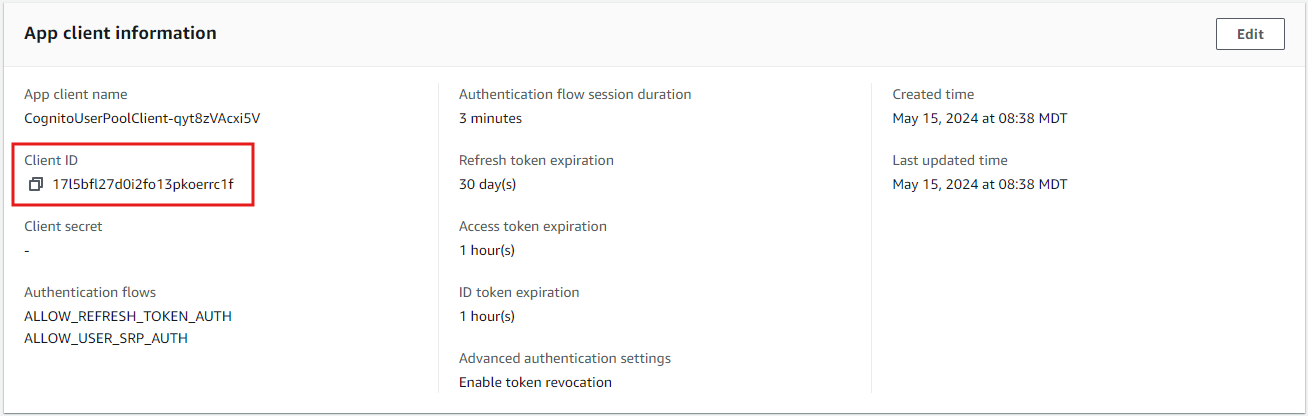 App client information
Edit
App client name
CognitoUserPoolClient-qyt8zVAcxi5V
Client ID
17l5bfl27d0i2fo13pkoerrc1f
Client secret
-
Authentication flows
ALLOW_REFRESH_TOKEN_AUTH
ALLOW_USER_SRP_AUTH
Authentication flow session duration
3 minutes
Refresh token expiration
30 day(s)
Access token expiration
1 hour(s)
ID token expiration
1 hour(s)
Advanced authentication settings
Enable token revocation
Created time
May 15, 2024 at 08:38 MDT
Last updated time
May 15, 2024 at 08:38 MDT